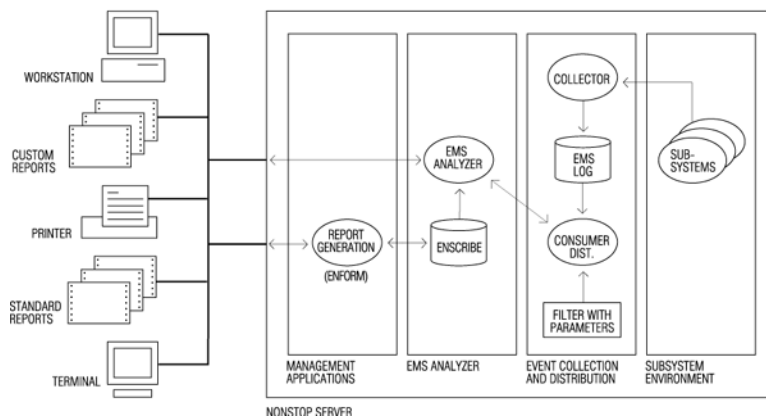 WORKSTATION
CUSTOM
REPORTS
PRINTER
STANDARD
REPORTS
TERMINAL
REPORT
GENERATION
(ENFORM)
MANAGEMENT
APPLICATIONS
EMS
ANALYZER
ENSCRIBE
EMS ANALYZER
COLLECTOR
EMS
LOG
CONSUMER
DIST.
FILTER WITH
PARAMETERS
EVENT COLLECTION
AND DISTRIBUTION
SUB-
SYSTEMS
SUBSYSTEM
ENVIRONMENT
NONSTOP SERVER